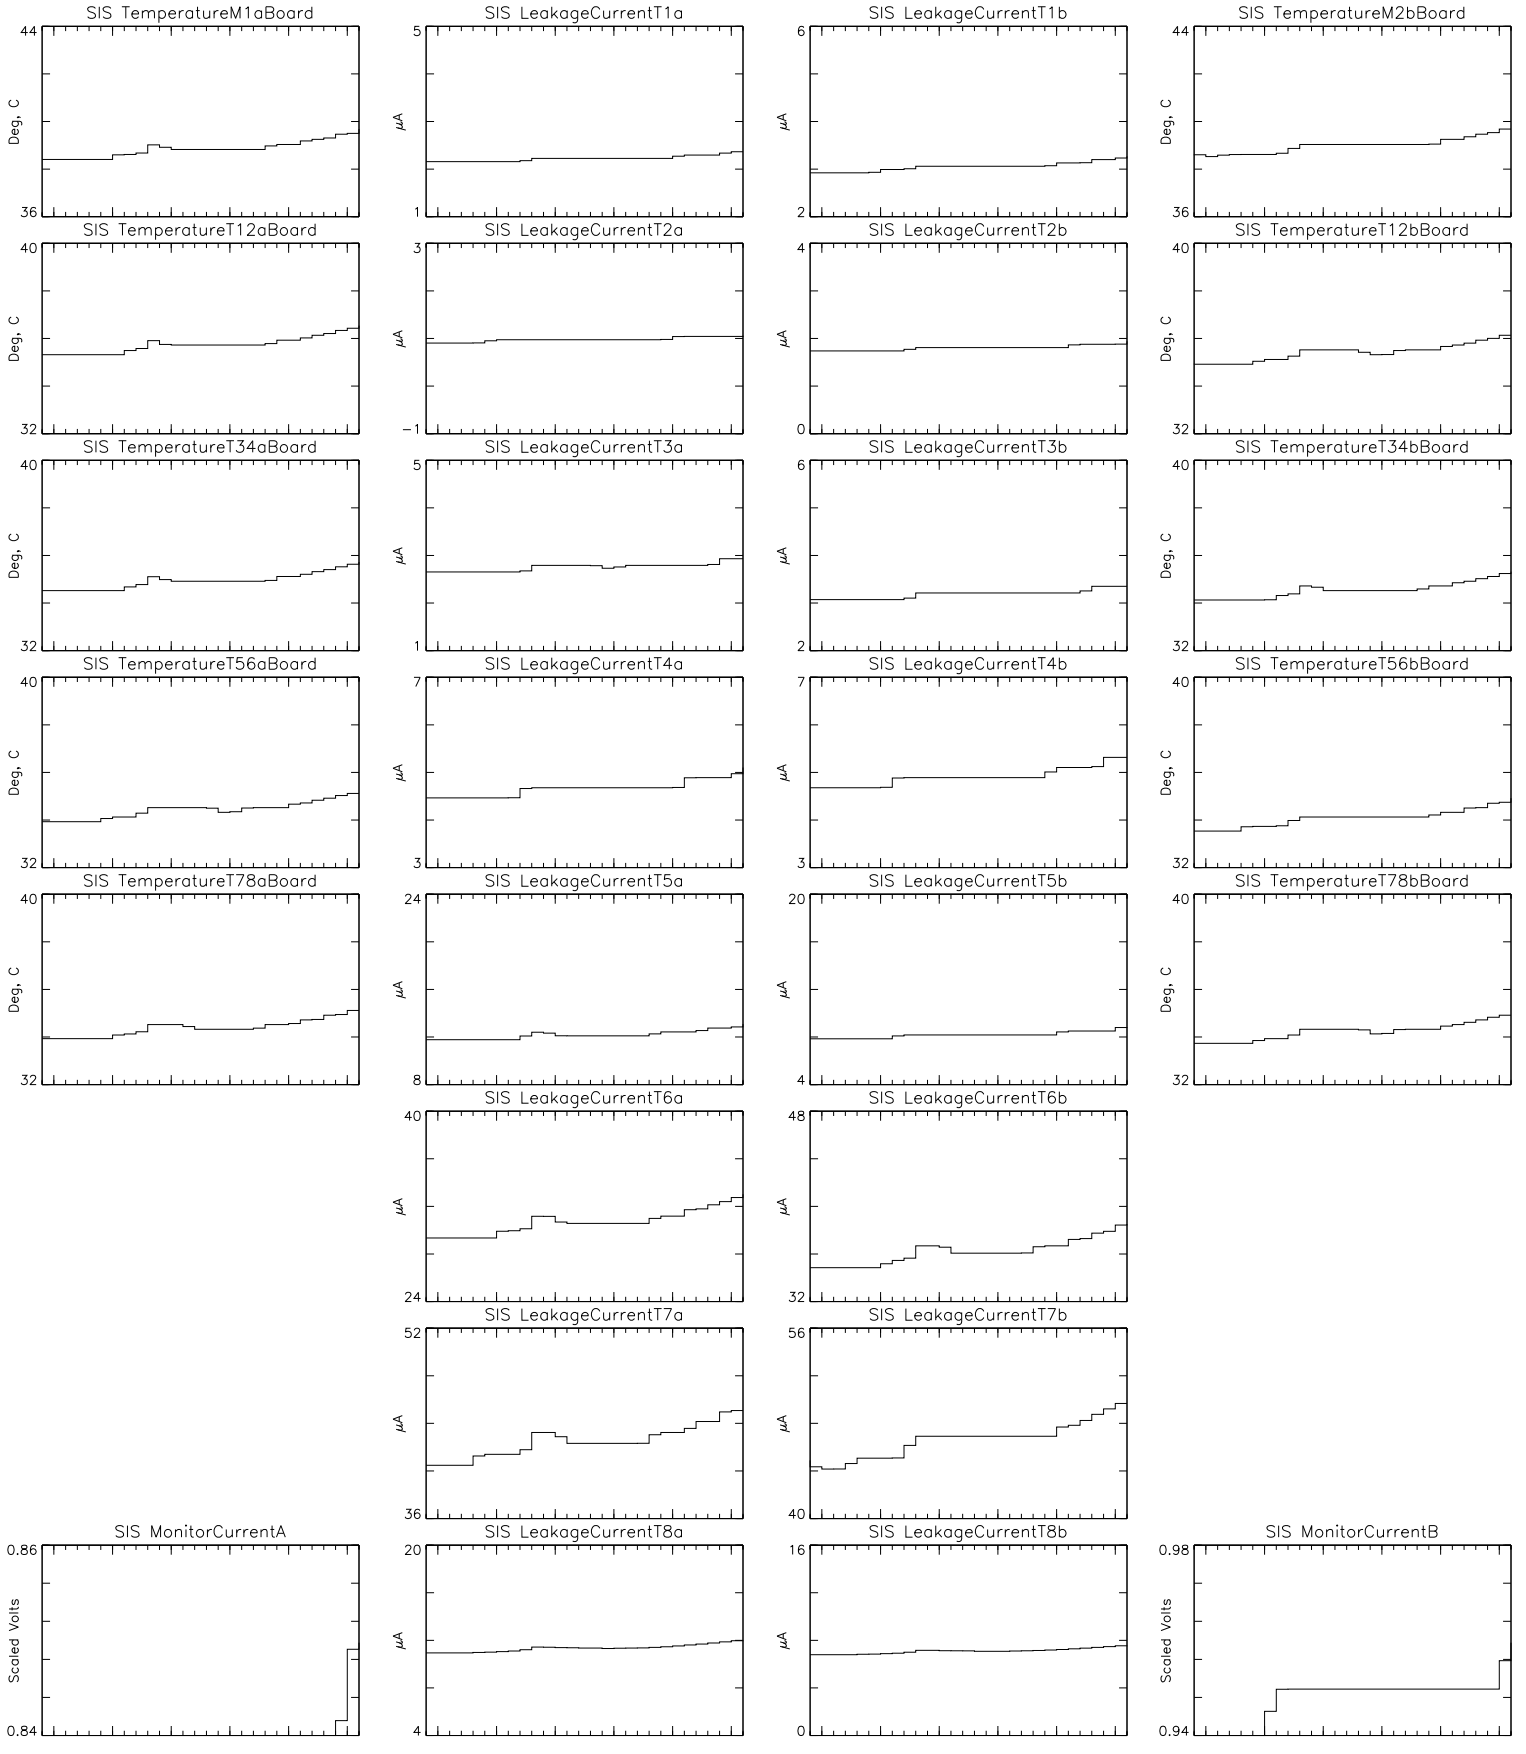 SIS TemperatureM1aBoard
44
Deg, C
36
SIS LeakageCurrentT1a
5
μA
1
SIS LeakageCurrentT1b
6
μA
2
SIS TemperatureM2bBoard
44
Deg, C
36
SIS TemperatureT12aBoard
40
Deg, C
32
SIS LeakageCurrentT2a
3
μA
−1
SIS LeakageCurrentT2b
4
μA
0
SIS TemperatureT12bBoard
40
Deg, C
32
SIS TemperatureT34aBoard
40
Deg, C
32
SIS LeakageCurrentT3a
5
μA
1
SIS LeakageCurrentT3b
6
μA
2
SIS TemperatureT34bBoard
40
Deg, C
32
SIS TemperatureT56aBoard
40
Deg, C
32
SIS LeakageCurrentT4a
7
μA
3
SIS LeakageCurrentT4b
7
μA
3
SIS TemperatureT56bBoard
40
Deg, C
32
SIS TemperatureT78aBoard
40
Deg, C
32
SIS LeakageCurrentT5a
24
μA
8
SIS LeakageCurrentT5b
20
μA
4
SIS TemperatureT78bBoard
40
Deg, C
32
SIS LeakageCurrentT6a
40
μA
24
SIS LeakageCurrentT6b
48
μA
32
SIS LeakageCurrentT7a
52
μA
36
SIS LeakageCurrentT7b
56
μA
40
SIS MonitorCurrentA
0.86
Scaled Volts
0.84
SIS LeakageCurrentT8a
20
μA
4
SIS LeakageCurrentT8b
16
μA
0
SIS MonitorCurrentB
0.98
Scaled Volts
0.94